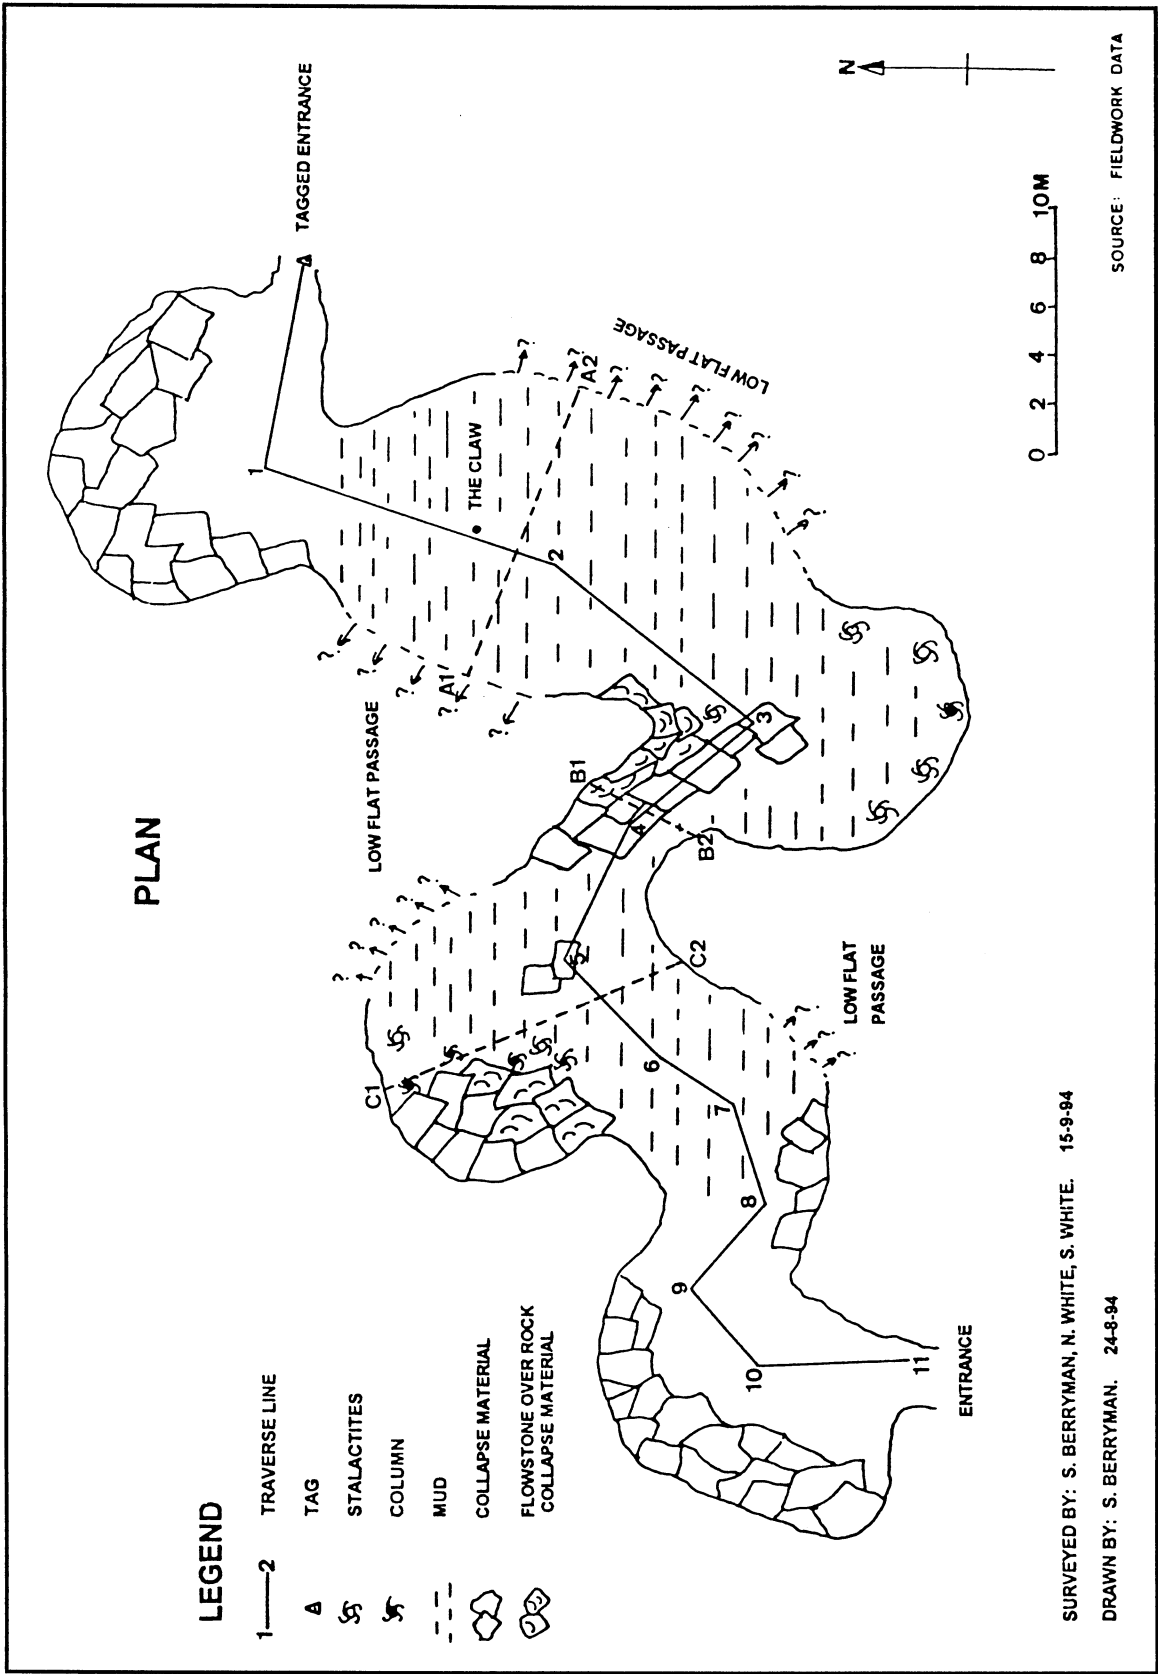 PLAN
LEGEND
1 2 TRAVERSE LINE
TAG
STALACTITES
COLUMN
MUD
COLLAPSE MATERIAL
FLOWSTONE OVER ROCK
COLLAPSE MATERIAL
TAGGED ENTRANCE
1
THE CLAW
2
A1
A2
LOW FLAT PASSAGE
? ? ? ? ?
LOW FLAT PASSAGE
? ? ? ? ? ? ? ? ?
3
B1
4
B2
5
? ? ? ? ?
C1
C2
6
7
LOW FLAT
PASSAGE
? ? ?
8
9
10
11
ENTRANCE
N
0 2 4 6 8 10M
SURVEYED BY: S. BERRYMAN, N. WHITE, S. WHITE. 15-9-94
DRAWN BY: S. BERRYMAN. 24-8-94
SOURCE: FIELDWORK DATA